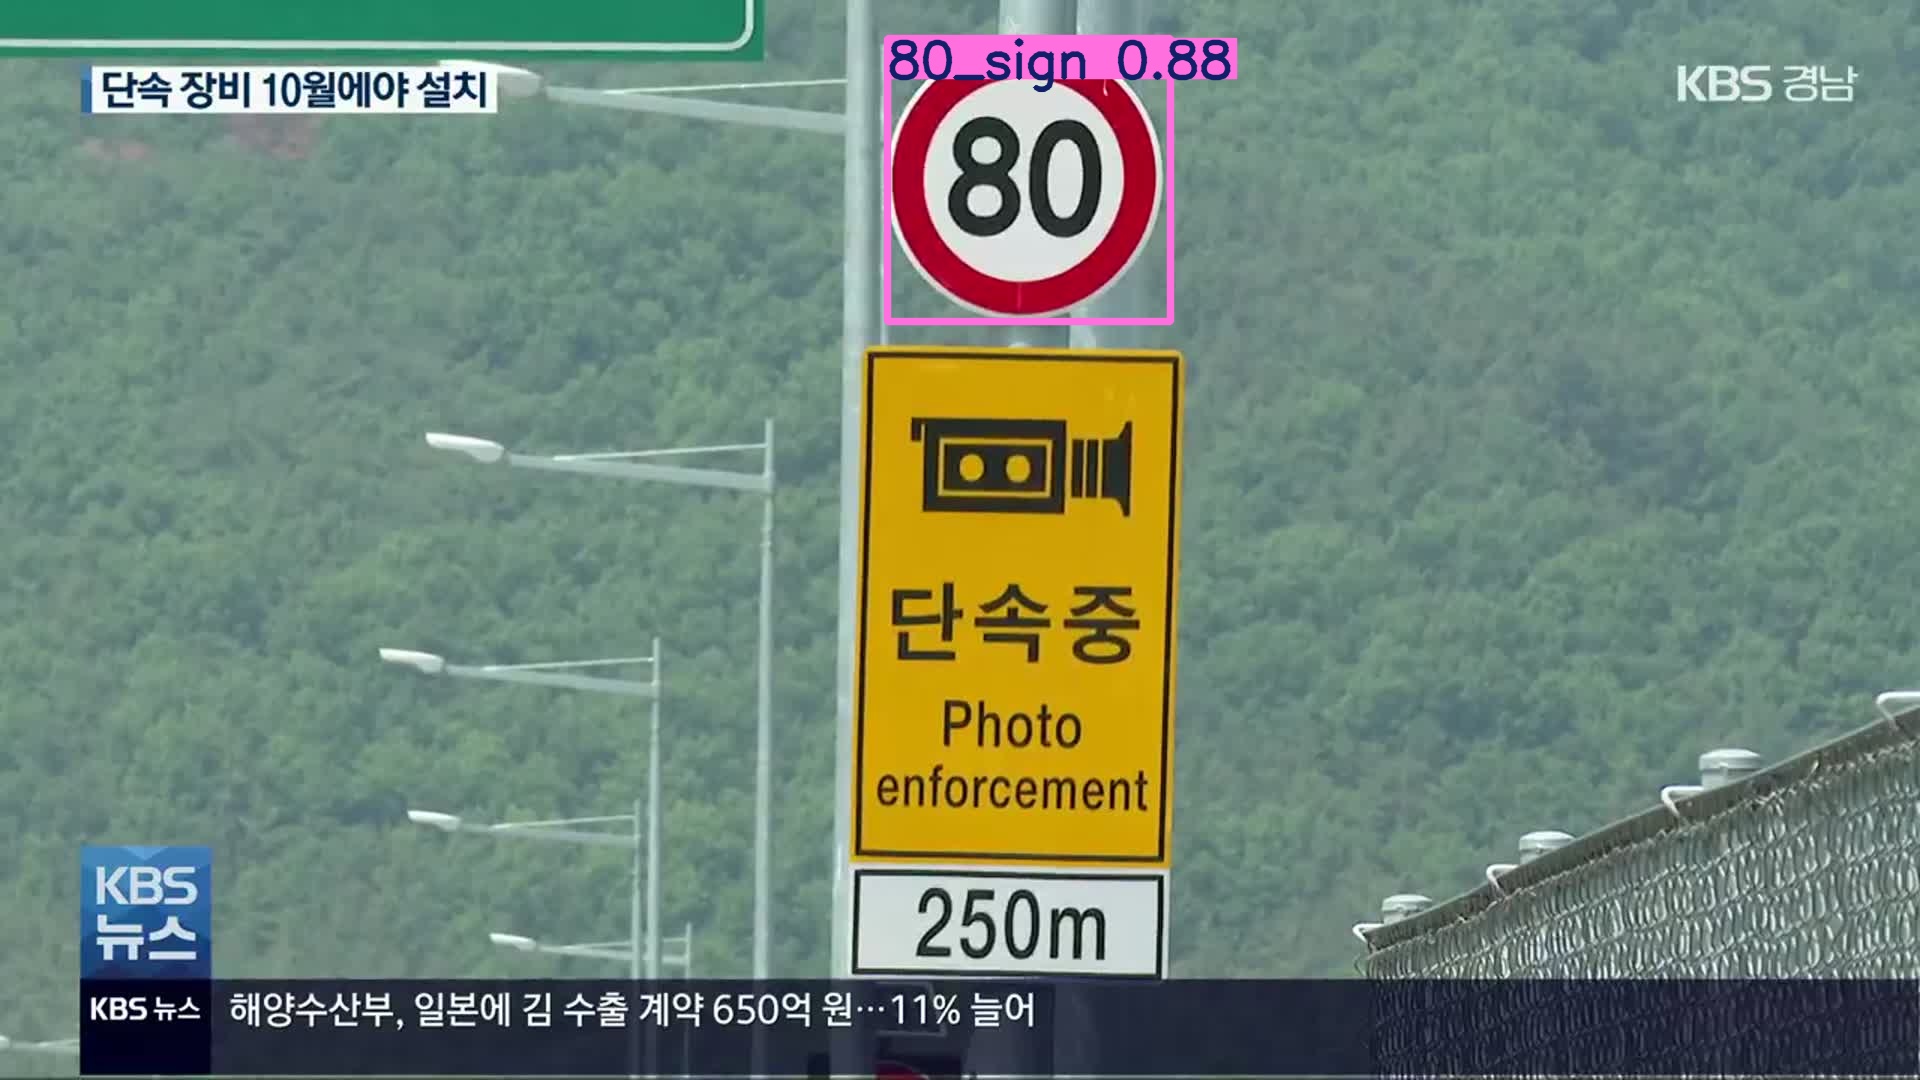 80_sign 0.88
단속 장비 10월에야 설치
KBS 경남
80
단속중
Photo
enforcement
250m
KBS
뉴스
KBS 뉴스
해양수산부, 일본에 김 수출 계약 650억 원…11% 늘어